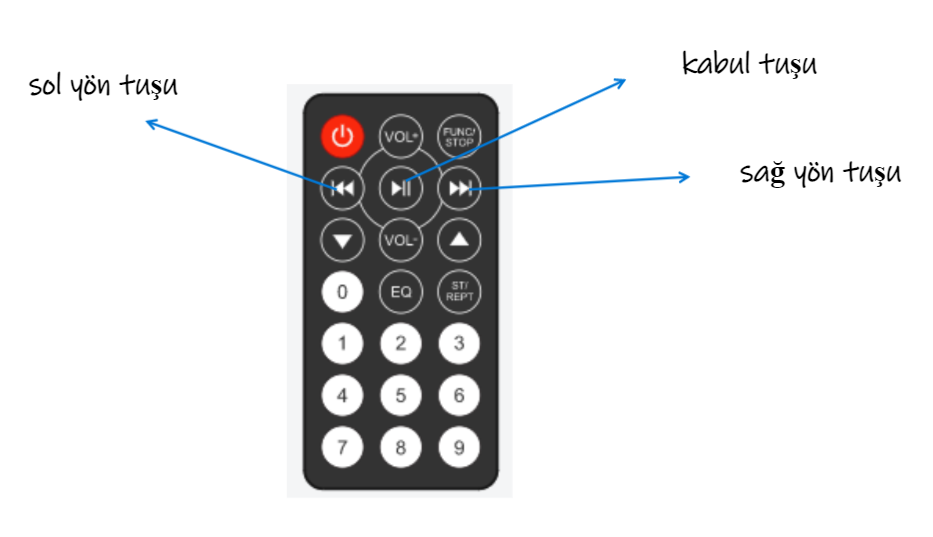 kabul tuşu
sol yön tuşu
VOL+
FUNC/
STOP
sağ yön tuşu
VOL-
0
EQ
ST/
REPT
1 2 3
4 5 6
7 8 9